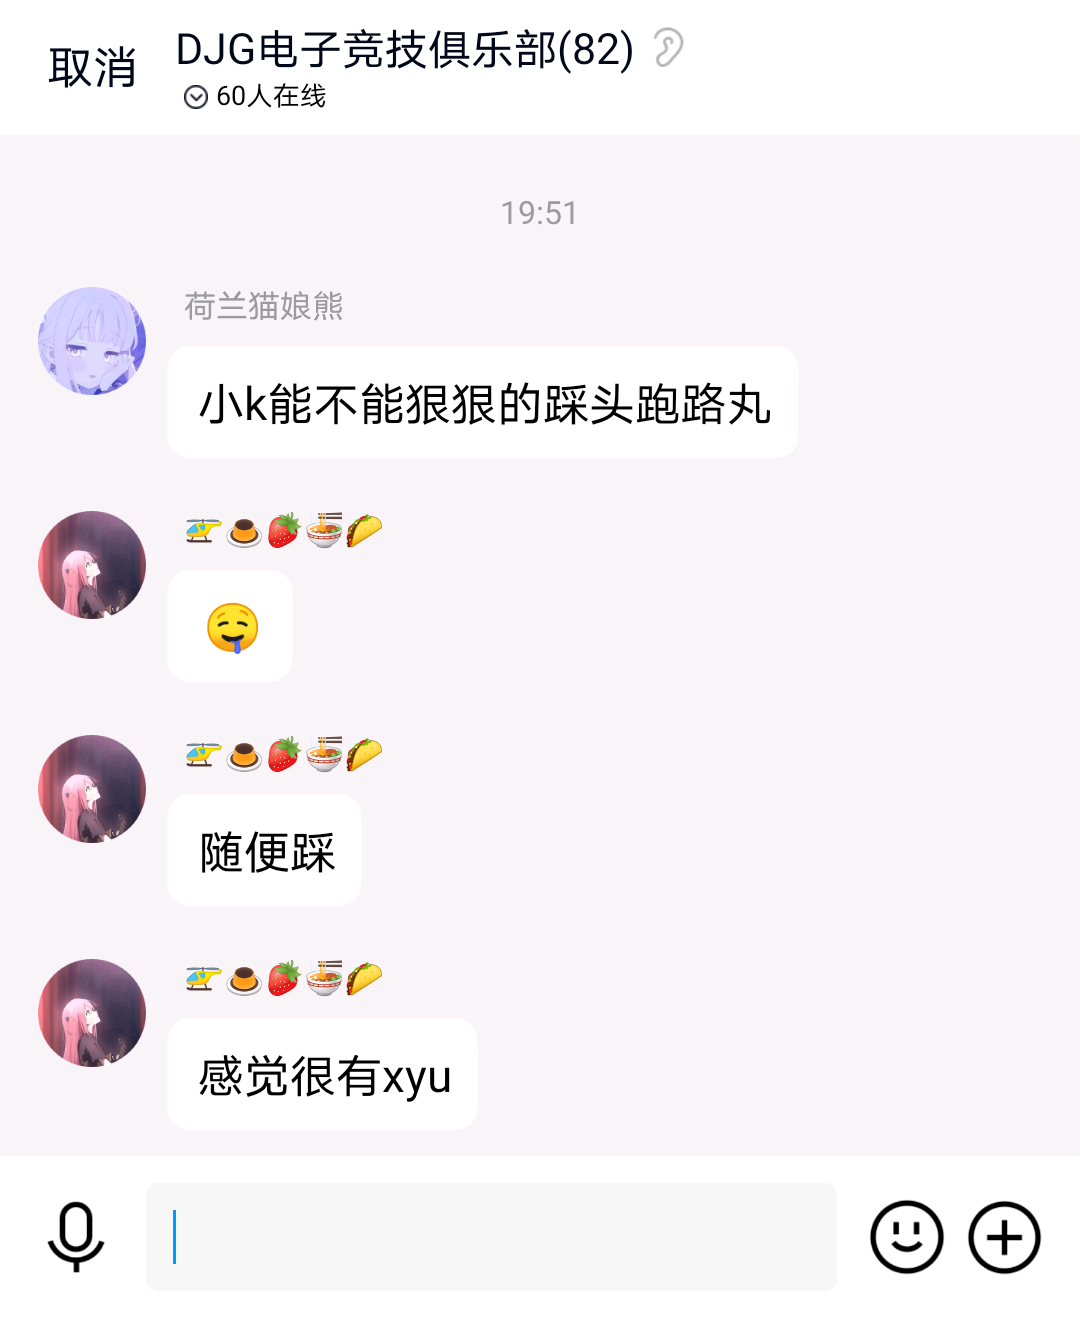 取消
DJG电子竞技俱乐部(82)
60人在线
19:51
荷兰猫娘熊
小k能不能狠狠的踩头跑路丸
🚁🍮🍓🍜🌮
🤤
🚁🍮🍓🍜🌮
随便踩
🚁🍮🍓🍜🌮
感觉很有xyu